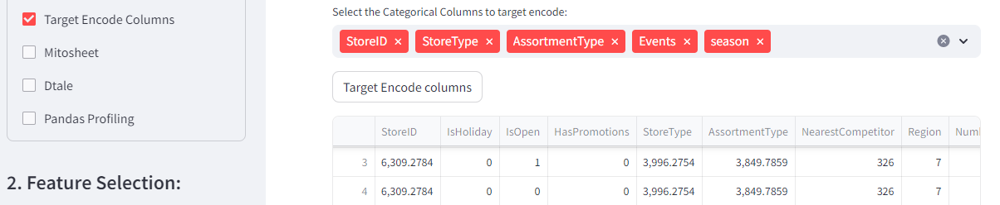 Target Encode Columns
Mitosheet
Dtale
Pandas Profiling
2. Feature Selection:
Select the Categorical Columns to target encode:
StoreID × StoreType × AssortmentType × Events × season ×
Target Encode columns
StoreID IsHoliday IsOpen HasPromotions StoreType AssortmentType NearestCompetitor Region
3 6,309.2784 0 1 0 3,996.2754 3,849.7859 326 7
4 6,309.2784 0 0 0 3,996.2754 3,849.7859 326 7